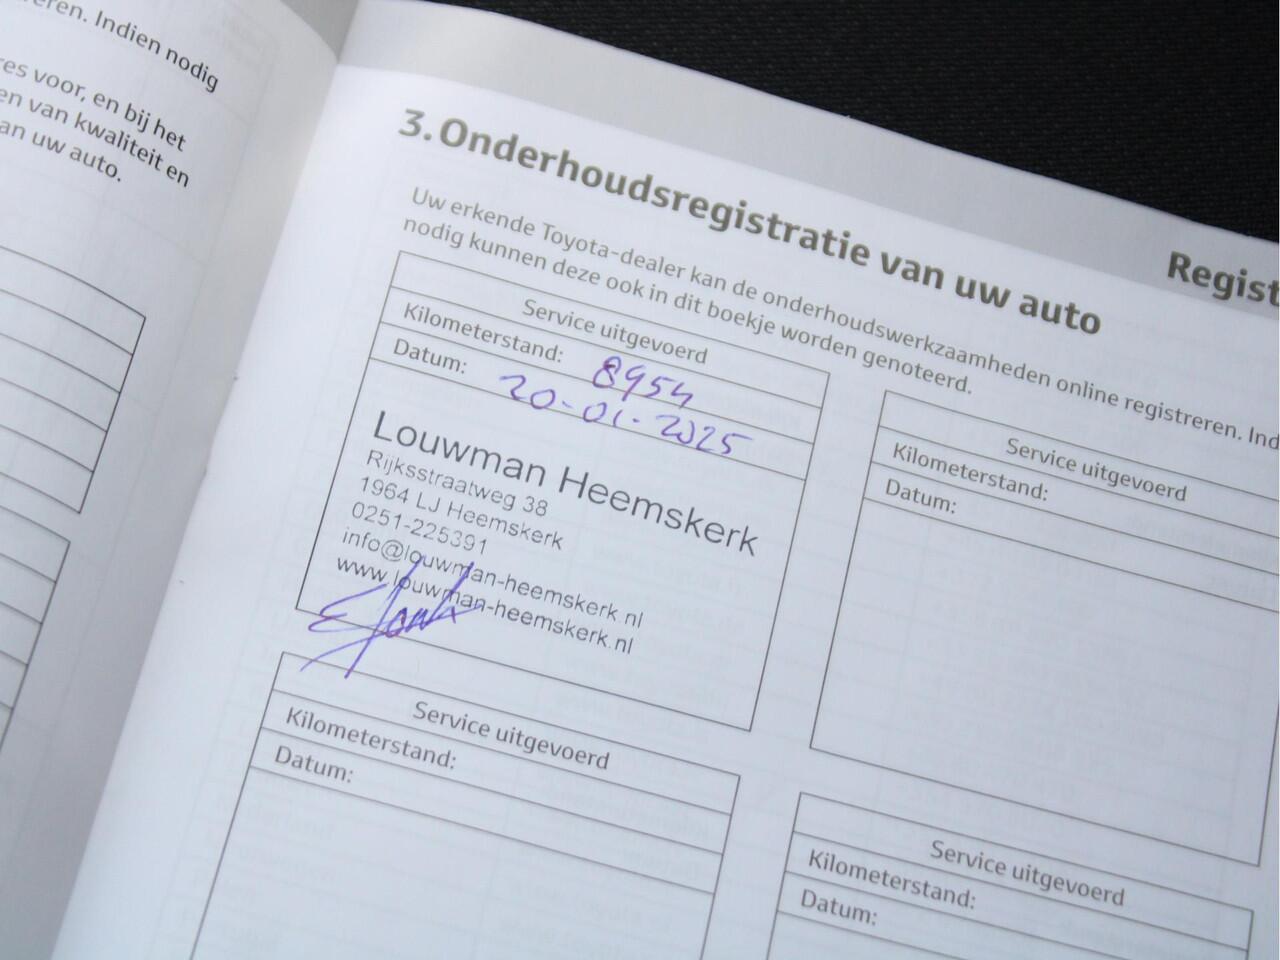 eren. Indien nodig
res voor, en bij het
en van kwaliteit en
an uw auto.
Regist
3. Onderhoudsregistratie van uw auto
Uw erkende Toyota-dealer kan de onderhoudswerkzaamheden online registreren. Ind
nodig kunnen deze ook in dit boekje worden genoteerd.
Service uitgevoerd
Kilometerstand: 8954
Datum: 20-01-2025
Louwman Heemskerk
Rijksstraatweg 38
1964 LJ Heemskerk
0251-225391
info@louwman-heemskerk.nl
www.louwman-heemskerk.nl
Service uitgevoerd
Kilometerstand:
Datum:
Service uitgevoerd
Kilometerstand:
Datum:
Service uitgevoerd
Kilometerstand:
Datum: